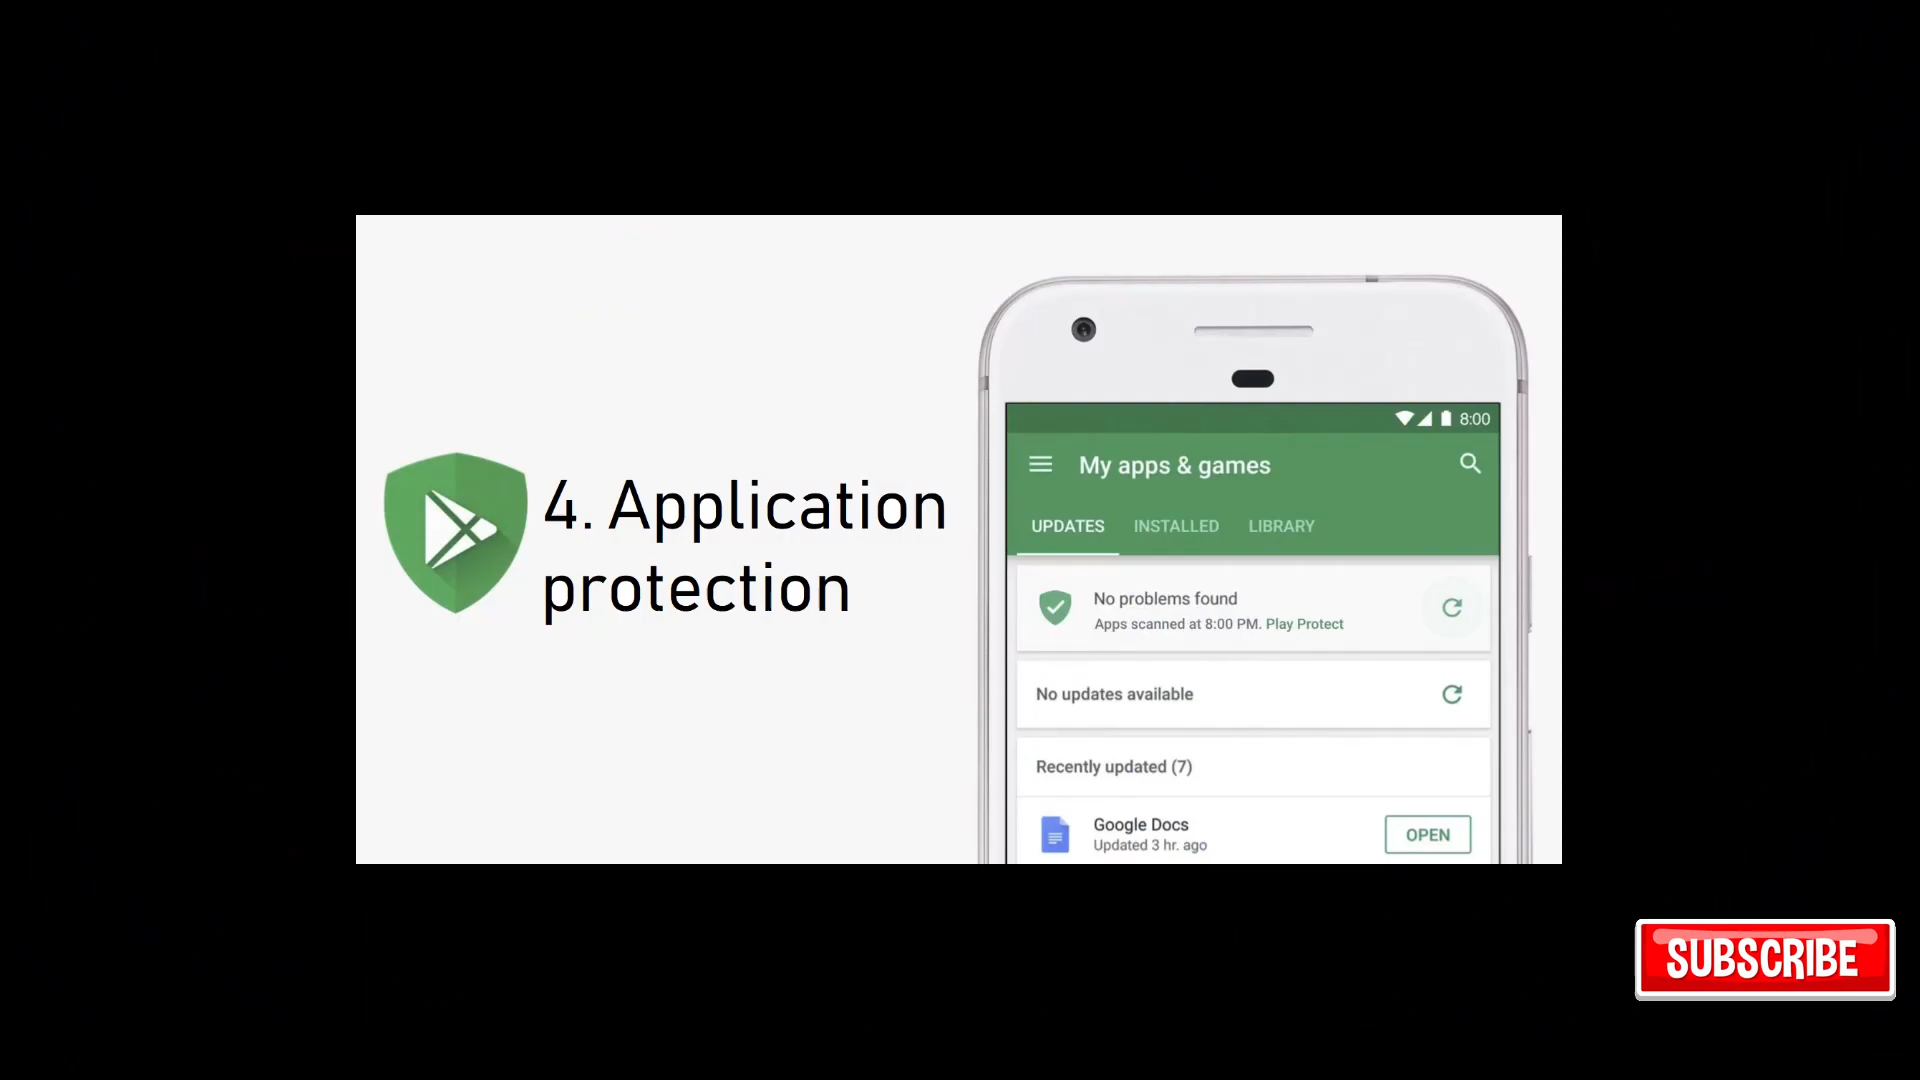 4. Application
protection
8:00
My apps & games
UPDATES INSTALLED LIBRARY
No problems found
Apps scanned at 8:00 PM. Play Protect
No updates available
Recently updated (7)
Google Docs
Updated 3 hr. ago
OPEN
SUBSCRIBE